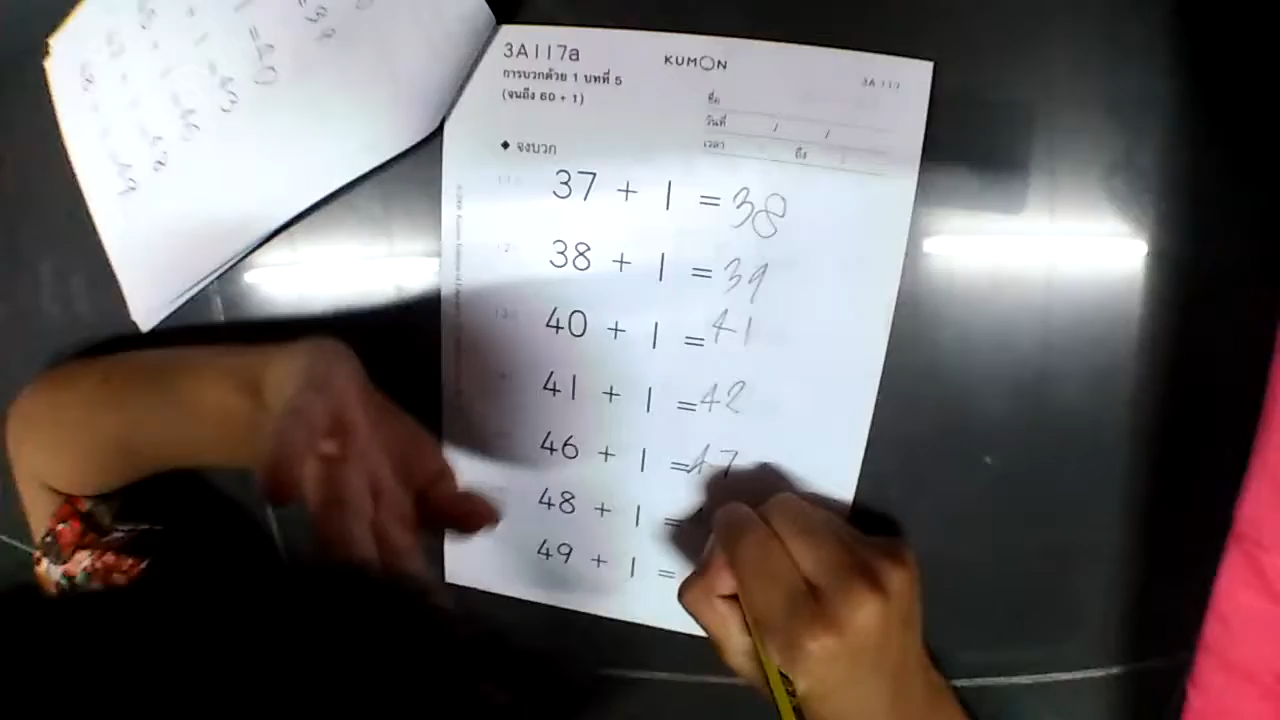 3A117a
KUMON
3A 117
การบวกด้วย 1 บทที่ 5
(จนถึง 60 + 1)
ชื่อ
วันที่ / /
เวลา : ถึง :
◆ จงบวก
37 + 1 = 38
38 + 1 = 39
40 + 1 = 41
41 + 1 = 42
46 + 1 = 47
48 + 1 =
49 + 1 =